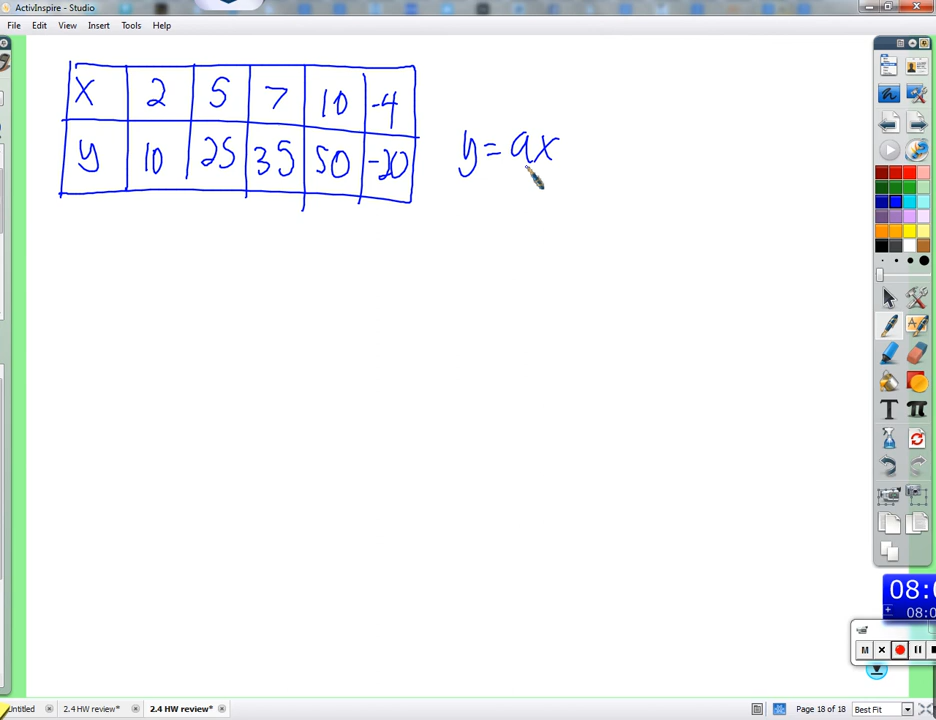 ActivInspire - Studio
File Edit View Insert Tools Help
x 2 5 7 10 -4
y 10 25 35 50 -20
y = ax
T π
08:0
08:0
M
ntitled 2.4 HW review* 2.4 HW review* Page 18 of 18 Best Fit